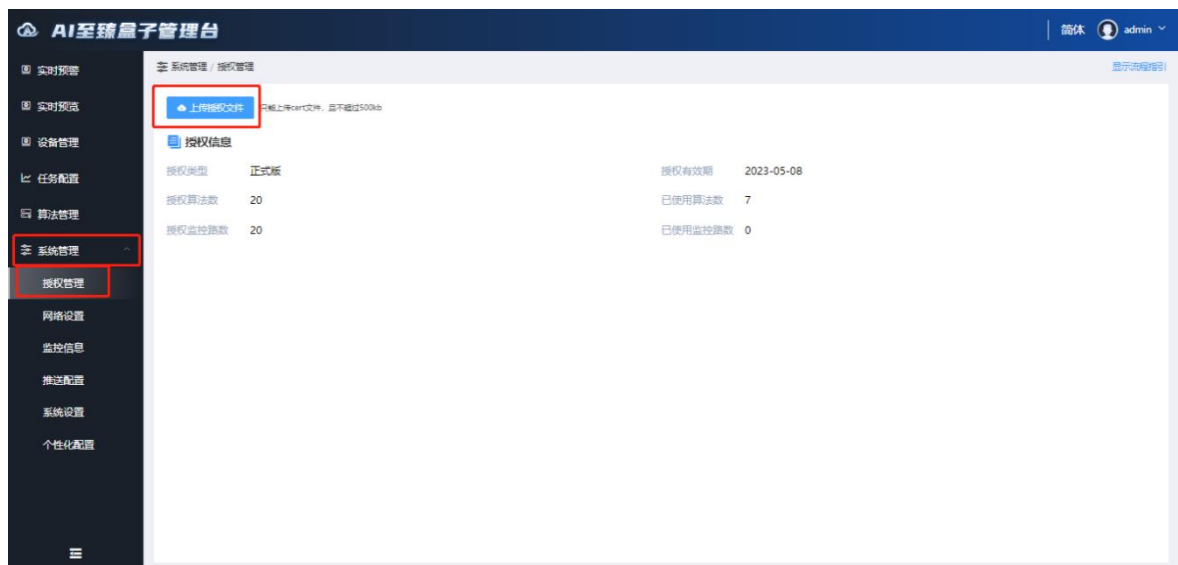 AI至臻盒子管理台
简体 admin
实时预警
实时预览
设备管理
任务配置
算法管理
系统管理
授权管理
网络设置
监控信息
推送配置
系统设置
个性化配置
系统管理 / 授权管理
显示流程指引
上传授权文件 只能上传cert文件，且不超过500kb
授权信息
授权类型 正式版 授权有效期 2023-05-08
授权算法数 20 已使用算法数 7
授权监控路数 20 已使用监控路数 0